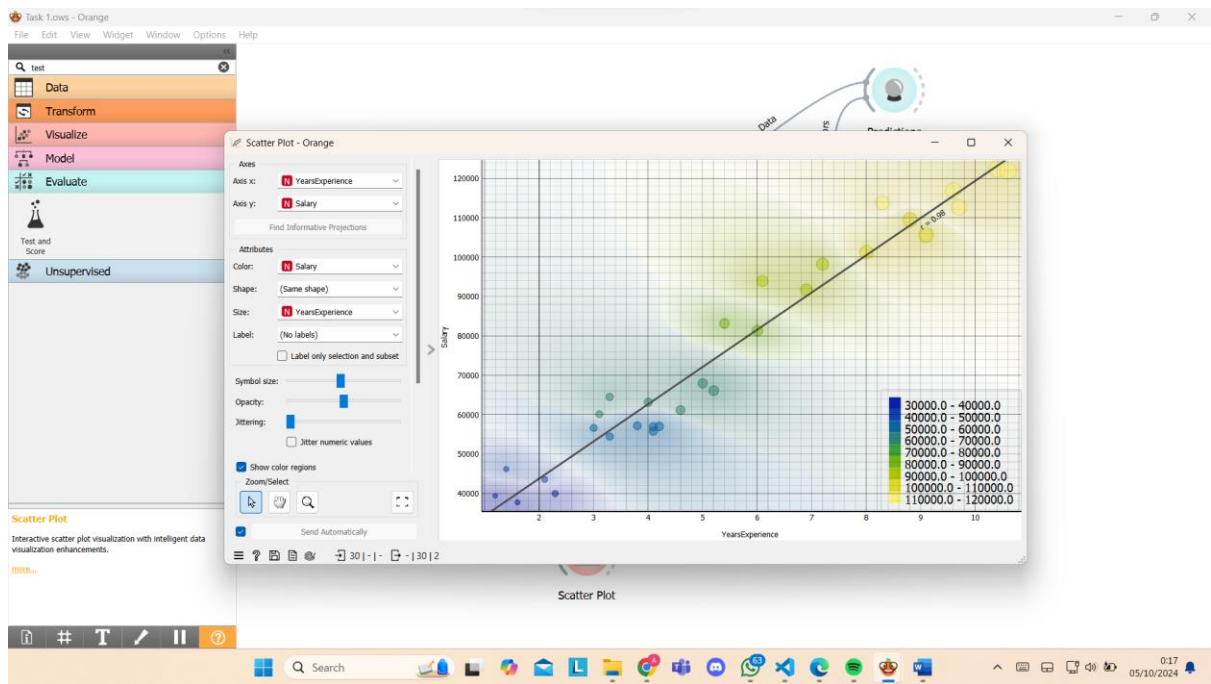 Task 1.ows - Orange
File Edit View Widget Window Options Help
test
Data
Transform
Visualize
Model
Evaluate
Test and
Score
Unsupervised
Scatter Plot
Interactive scatter plot visualization with intelligent data
visualization enhancements.
more...
Data
Predictions
Scatter Plot - Orange
Axes
Axis x: N YearsExperience
Axis y: N Salary
Find Informative Projections
Attributes
Color: N Salary
Shape: (Same shape)
Size: N YearsExperience
Label: (No labels)
Label only selection and subset
Symbol size:
Opacity:
Jittering:
Jitter numeric values
Show color regions
Zoom/Select
Send Automatically
30 | - | - - | 30 | 2
120000
110000
100000
90000
80000
70000
60000
50000
40000
Salary
r = 0.98
30000.0 - 40000.0
40000.0 - 50000.0
50000.0 - 60000.0
60000.0 - 70000.0
70000.0 - 80000.0
80000.0 - 90000.0
90000.0 - 100000.0
100000.0 - 110000.0
110000.0 - 120000.0
2 3 4 5 6 7 8 9 10
YearsExperience
Scatter Plot
Search
63
0:17
05/10/2024